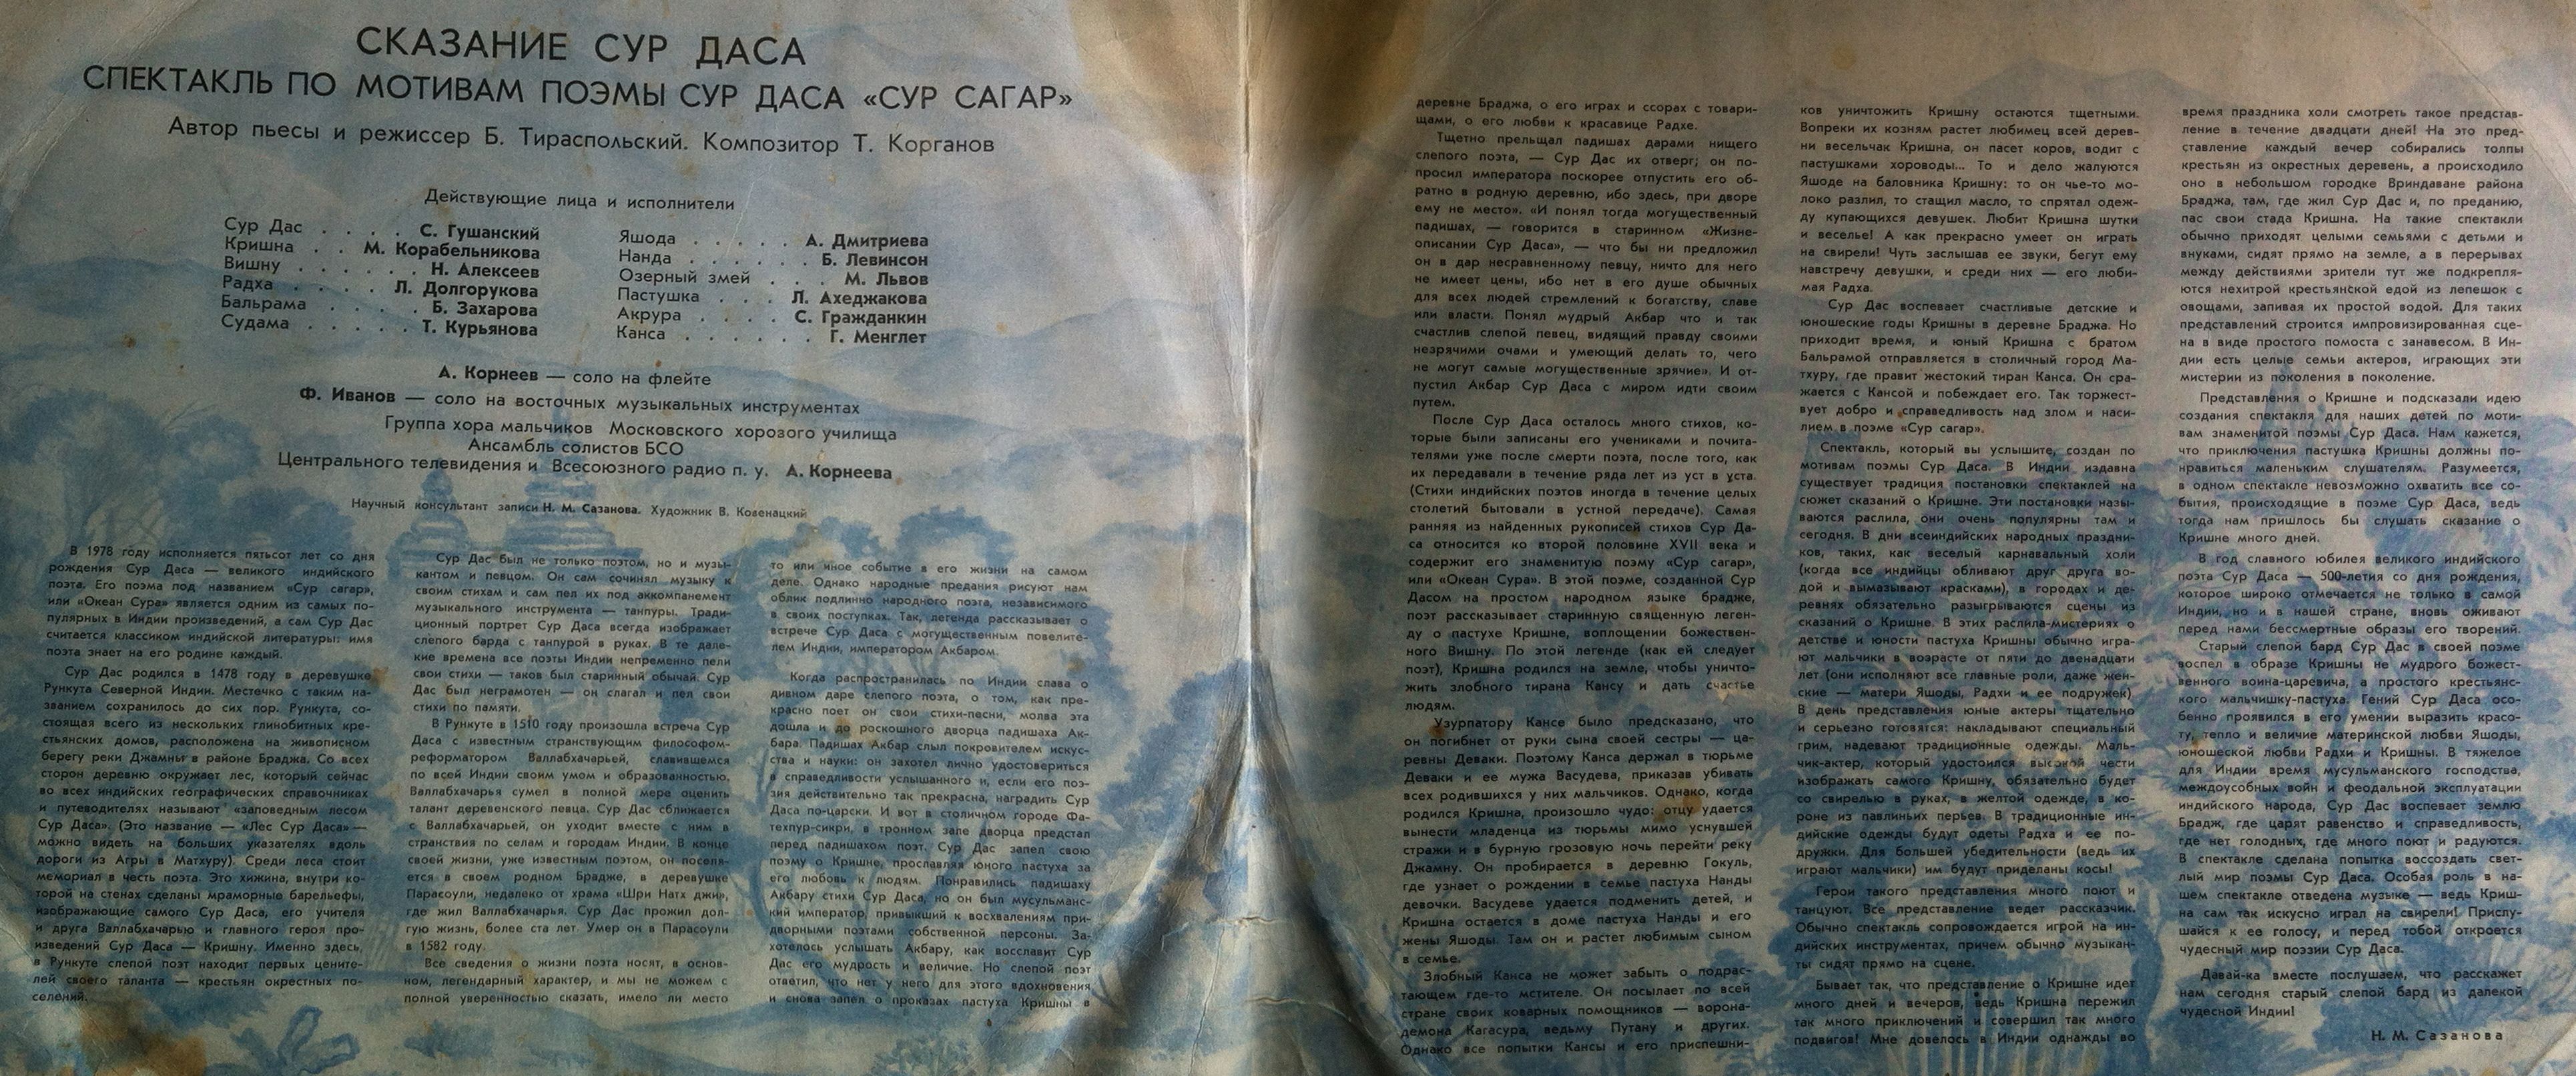 СКАЗАНИЕ СУР ДАСА
СПЕКТАКЛЬ ПО МОТИВАМ ПОЭМЫ СУР ДАСА «СУР САГАР»
Автор пьесы и режиссер Б. Тираспольский. Композитор Т. Корганов
Действующие лица и исполнители
Сур Дас . . . . С. Гушанский
Кришна . . М. Корабельникова
Вишну . . . . . . Н. Алексеев
Радха . . . . Л. Долгорукова
Бальрама . . . . Б. Захарова
Судама . . . . . Т. Курьянова
Яшода . . . . . А. Дмитриева
Нанда . . . . . . Б. Левинсон
Озерный змей . . . М. Львов
Пастушка . . . Л. Ахеджакова
Акрура . . . . С. Гражданкин
Канса . . . . . . Г. Менглет
А. Корнеев — соло на флейте
Ф. Иванов — соло на восточных музыкальных инструментах
Группа хора мальчиков Московского хорозого училища
Ансамбль солистов БСО
Центрального телевидения и Всесоюзного радио п. у. А. Корнеева
Научный консультант записи Н. М. Сазанова. Художник В. Ковенацкий
В 1978 году исполняется пятьсот лет со дня
рождения Сур Даса — великого индийского
поэта. Его поэма под названием «Сур сагар»,
или «Океан Сура» является одним из самых по-
пулярных в Индии произведений, а сам Сур Дас
считается классиком индийской литературы: имя
поэта знает на его родине каждый.
Сур Дас родился в 1478 году в деревушке
Рункута Северной Индии. Местечко с таким на-
званием сохранилось до сих пор. Рункута, со-
стоящая всего из нескольких глинобитных кре-
стьянских домов, расположена на живописном
берегу реки Джамны в районе Браджа. Со всех
сторон деревню окружает лес, который сейчас
во всех индийских географических справочниках
и путеводителях называют «заповедным лесом
Сур Даса». (Это название — «Лес Сур Даса» —
можно видеть на больших указателях вдоль
дороги из Агры в Матхуру). Среди леса стоит
мемориал в честь поэта. Это хижина, внутри ко-
торой на стенах сделаны мраморные барельефы,
изображающие самого Сур Даса, его учителя
и друга Валлабхачарью и главного героя про-
изведений Сур Даса — Кришну. Именно здесь,
в Рункуте слепой поэт находит первых цените-
лей своего таланта — крестьян окрестных по-
селений.
Сур Дас был не только поэтом, но и музы-
кантом и певцом. Он сам сочинял музыку к
своим стихам и сам пел их под аккомпанемент
музыкального инструмента — танпуры. Тради-
ционный портрет Сур Даса всегда изображает
слепого барда с танпурой в руках. В те дале-
кие времена все поэты Индии непременно пели
свои стихи — таков был старинный обычай. Сур
Дас был неграмотен — он слагал и пел свои
стихи по памяти.
В Рункуте в 1510 году произошла встреча Сур
Даса с известным странствующим философом-
реформатором Валлабхачарьей, славившемся
по всей Индии своим умом и образованностью.
Валлабхачарья сумел в полной мере оценить
талант деревенского певца. Сур Дас сближается
с Валлабхачарьей, он уходит вместе с ним в
странствия по селам и городам Индии. В конце
своей жизни, уже известным поэтом, он поселя-
ется в своем родном Брадже, в деревушке
Парасоули, недалеко от храма «Шри Натх джи»,
где жил Валлабхачарья. Сур Дас прожил дол-
гую жизнь, более ста лет. Умер он в Парасоули
в 1582 году.
Все сведения о жизни поэта носят, в основ-
ном, легендарный характер, и мы не можем с
полной уверенностью сказать, имело ли место
то или иное событие в его жизни на самом
деле. Однако народные предания рисуют нам
облик подлинно народного поэта, независимого
в своих поступках. Так, легенда рассказывает о
встрече Сур Даса с могущественным повелите-
лем Индии, императором Акбаром.
Когда распространилась по Индии слава о
дивном даре слепого поэта, о том, как пре-
красно поет он свои стихи-песни, молва эта
дошла и до роскошного дворца падишаха Ак-
бара. Падишах Акбар слыл покровителем искус-
ства и науки: он захотел лично удостовериться
в справедливости услышанного и, если его поэ-
зия действительно так прекрасна, наградить Сур
Даса по-царски. И вот в столичном городе Фа-
техпур-сикри, в тронном зале дворца предстал
перед падишахом поэт. Сур Дас запел свою
поэму о Кришне, прославляя юного пастуха за
его любовь к людям. Понравились падишаху
Акбару стихи Сур Даса, но он был мусульманс-
кий император, привыкший к восхвалениям при-
дворными поэтами собственной персоны. За-
хотелось услышать Акбару, как восславит Сур
Дас его мудрость и величие. Но слепой поэт
ответил, что нет у него для этого вдохновения
и снова запел о проказах пастуха Кришны в
деревне Браджа, о его играх и ссорах с товари-
щами, о его любви к красавице Радхе.
Тщетно прельщал падишах дарами нищего
слепого поэта, — Сур Дас их отверг; он по-
просил императора поскорее отпустить его об-
ратно в родную деревню, ибо здесь, при дворе
ему не место». «И понял тогда могущественный
падишах, — говорится в старинном «Жизне-
описании Сур Даса», — что бы ни предложил
он в дар несравненному певцу, ничто для него
не имеет цены, ибо нет в его душе обычных
для всех людей стремлений к богатству, славе
или власти. Понял мудрый Акбар что и так
счастлив слепой певец, видящий правду своими
незрячими очами и умеющий делать то, чего
не могут самые могущественные зрячие». И от-
пустил Акбар Сур Даса с миром идти своим
путем.
После Сур Даса осталось много стихов, ко-
торые были записаны его учениками и почита-
телями уже после смерти поэта, после того, как
их передавали в течение ряда лет из уст в уста.
(Стихи индийских поэтов иногда в течение целых
столетий бытовали в устной передаче). Самая
ранняя из найденных рукописей стихов Сур Да-
са относится ко второй половине XVII века и
содержит его знаменитую поэму «Сур сагар»,
или «Океан Сура». В этой поэме, созданной Сур
Дасом на простом народном языке брадже,
поэт рассказывает старинную священную леген-
ду о пастухе Кришне, воплощении божествен-
ного Вишну. По этой легенде (как ей следует
поэт), Кришна родился на земле, чтобы уничто-
жить злобного тирана Кансу и дать счастье
людям.
Узурпатору Кансе было предсказано, что
он погибнет от руки сына своей сестры — ца-
ревны Деваки. Поэтому Канса держал в тюрьме
Деваки и ее мужа Васудева, приказав убивать
всех родившихся у них мальчиков. Однако, когда
родился Кришна, произошло чудо: отцу удается
вынести младенца из тюрьмы мимо уснувшей
стражи и в бурную грозовую ночь перейти реку
Джамну. Он пробирается в деревню Гокуль,
где узнает о рождении в семье пастуха Нанды
девочки. Васудеве удается подменить детей, и
Кришна остается в доме пастуха Нанды и его
жены Яшоды. Там он и растет любимым сыном
в семье.
Злобный Канса не может забыть о подрас-
тающем где-то мстителе. Он посылает по всей
стране своих коварных помощников — ворона-
демона Кагасура, ведьму Путану и других.
Однако все попытки Кансы и его приспешни-
ков уничтожить Кришну остаются тщетными.
Вопреки их козням растет любимец всей дерев-
ни весельчак Кришна, он пасет коров, водит с
пастушками хороводы... То и дело жалуются
Яшоде на баловника Кришну: то он чье-то мо-
локо разлил, то стащил масло, то спрятал одеж-
ду купающихся девушек. Любит Кришна шутки
и веселье! А как прекрасно умеет он играть
на свирели! Чуть заслышав ее звуки, бегут ему
навстречу девушки, и среди них — его люби-
мая Радха.
Сур Дас воспевает счастливые детские и
юношеские годы Кришны в деревне Браджа. Но
приходит время, и юный Кришна с братом
Бальрамой отправляется в столичный город Ма-
тхуру, где правит жестокий тиран Канса. Он сра-
жается с Кансой и побеждает его. Так торжест-
вует добро и справедливость над злом и наси-
лием в поэме «Сур сагар».
Спектакль, который вы услышите, создан по
мотивам поэмы Сур Даса. В Индии издавна
существует традиция постановки спектаклей на
сюжет сказаний о Кришне. Эти постановки назы-
ваются раслила, они очень популярны там и
сегодня. В дни всеиндийских народных праздни-
ков, таких, как веселый карнавальный холи
(когда все индийцы обливают друг друга во-
дой и вымазывают красками), в городах и де-
ревнях обязательно разыгрываются сцены из
сказаний о Кришне. В этих раслила-мистериях о
детстве и юности пастуха Кришны обычно игра-
ют мальчики в возрасте от пяти до двенадцати
лет (они исполняют все главные роли, даже жен-
ские — матери Яшоды, Радхи и ее подружек)
В день представления юные актеры тщательно
и серьезно готовятся: накладывают специальный
грим, надевают традиционные одежды. Маль-
чик-актер, который удостоился высокой чести
изображать самого Кришну, обязательно будет
со свирелью в руках, в желтой одежде, в ко-
роне из павлиньих перьев. В традиционные ин-
дийские одежды будут одеты Радха и ее по-
дружки. Для большей убедительности (ведь их
играют мальчики) им будут приделаны косы!
Герои такого представления много поют и
танцуют. Все представление ведет рассказчик.
Обычно спектакль сопровождается игрой на ин-
дийских инструментах, причем обычно музыкан-
ты сидят прямо на сцене.
Бывает так, что представление о Кришне идет
много дней и вечеров, ведь Кришна пережил
так много приключений и совершил так много
подвигов! Мне довелось в Индии однажды во
время праздника холи смотреть такое представ-
ление в течение двадцати дней! На это пред-
ставление каждый вечер собирались толпы
крестьян из окрестных деревень, а происходило
оно в небольшом городке Вриндаване района
Браджа, там, где жил Сур Дас и, по преданию,
пас свои стада Кришна. На такие спектакли
обычно приходят целыми семьями с детьми и
внуками, сидят прямо на земле, а в перерывах
между действиями зрители тут же подкрепля-
ются нехитрой крестьянской едой из лепешок с
овощами, запивая их простой водой. Для таких
представлений строится импровизированная сце-
на в виде простого помоста с занавесом. В Ин-
дии есть целые семьи актеров, играющих эти
мистерии из поколения в поколение.
Представления о Кришне и подсказали идею
создания спектакля для наших детей по моти-
вам знаменитой поэмы Сур Даса. Нам кажется,
что приключения пастушка Кришны должны по-
нравиться маленьким слушателям. Разумеется,
в одном спектакле невозможно охватить все со-
бытия, происходящие в поэме Сур Даса, ведь
тогда нам пришлось бы слушать сказание о
Кришне много дней.
В год славного юбилея великого индийского
поэта Сур Даса — 500-летия со дня рождения,
которое широко отмечается не только в самой
Индии, но и в нашей стране, вновь оживают
перед нами бессмертные образы его творений.
Старый слепой бард Сур Дас в своей поэме
воспел в образе Кришны не мудрого божест-
венного воина-царевича, а простого крестьянс-
кого мальчишку-пастуха. Гений Сур Даса осо-
бенно проявился в его умении выразить красо-
ту, тепло и величие материнской любви Яшоды,
юношеской любви Радхи и Кришны. В тяжелое
для Индии время мусульманского господства,
междоусобных войн и феодальной эксплуатации
индийского народа, Сур Дас воспевает землю
Брадж, где царят равенство и справедливость,
где нет голодных, где много поют и радуются.
В спектакле сделана попытка воссоздать свет-
лый мир поэмы Сур Даса. Особая роль в на-
шем спектакле отведена музыке — ведь Криш-
на сам так искусно играл на свирели! Прислу-
шайся к ее голосу, и перед тобой откроется
чудесный мир поэзии Сур Даса.
Давай-ка вместе послушаем, что расскажет
нам сегодня старый слепой бард из далекой
чудесной Индии!
Н. М. Сазанова